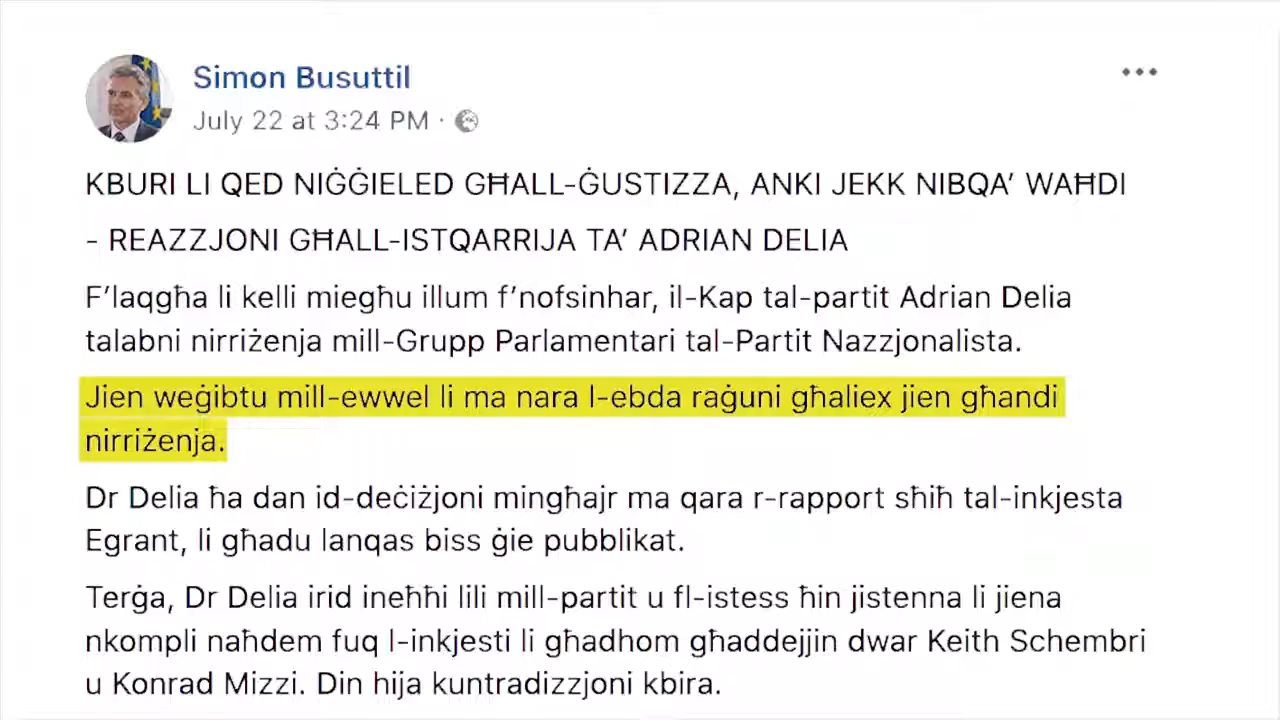 Simon Busuttil
July 22 at 3:24 PM ·
KBURI LI QED NIĠĠIELED GĦALL-ĠUSTIZZA, ANKI JEKK NIBQA’ WAĦDI
- REAZZJONI GĦALL-ISTQARRIJA TA’ ADRIAN DELIA
F’laqgħa li kelli miegħu illum f’nofsinhar, il-Kap tal-partit Adrian Delia
talabni nirriżenja mill-Grupp Parlamentari tal-Partit Nazzjonalista.
Jien weġibtu mill-ewwel li ma nara l-ebda raġuni għaliex jien għandi
nirriżenja.
Dr Delia ħa dan id-deċiżjoni mingħajr ma qara r-rapport sħiħ tal-inkjesta
Egrant, li għadu lanqas biss ġie pubblikat.
Terġa, Dr Delia irid ineħħi lili mill-partit u fl-istess ħin jistenna li jiena
nkompli naħdem fuq l-inkjesti li għadhom għaddejjin dwar Keith Schembri
u Konrad Mizzi. Din hija kuntradizzjoni kbira.